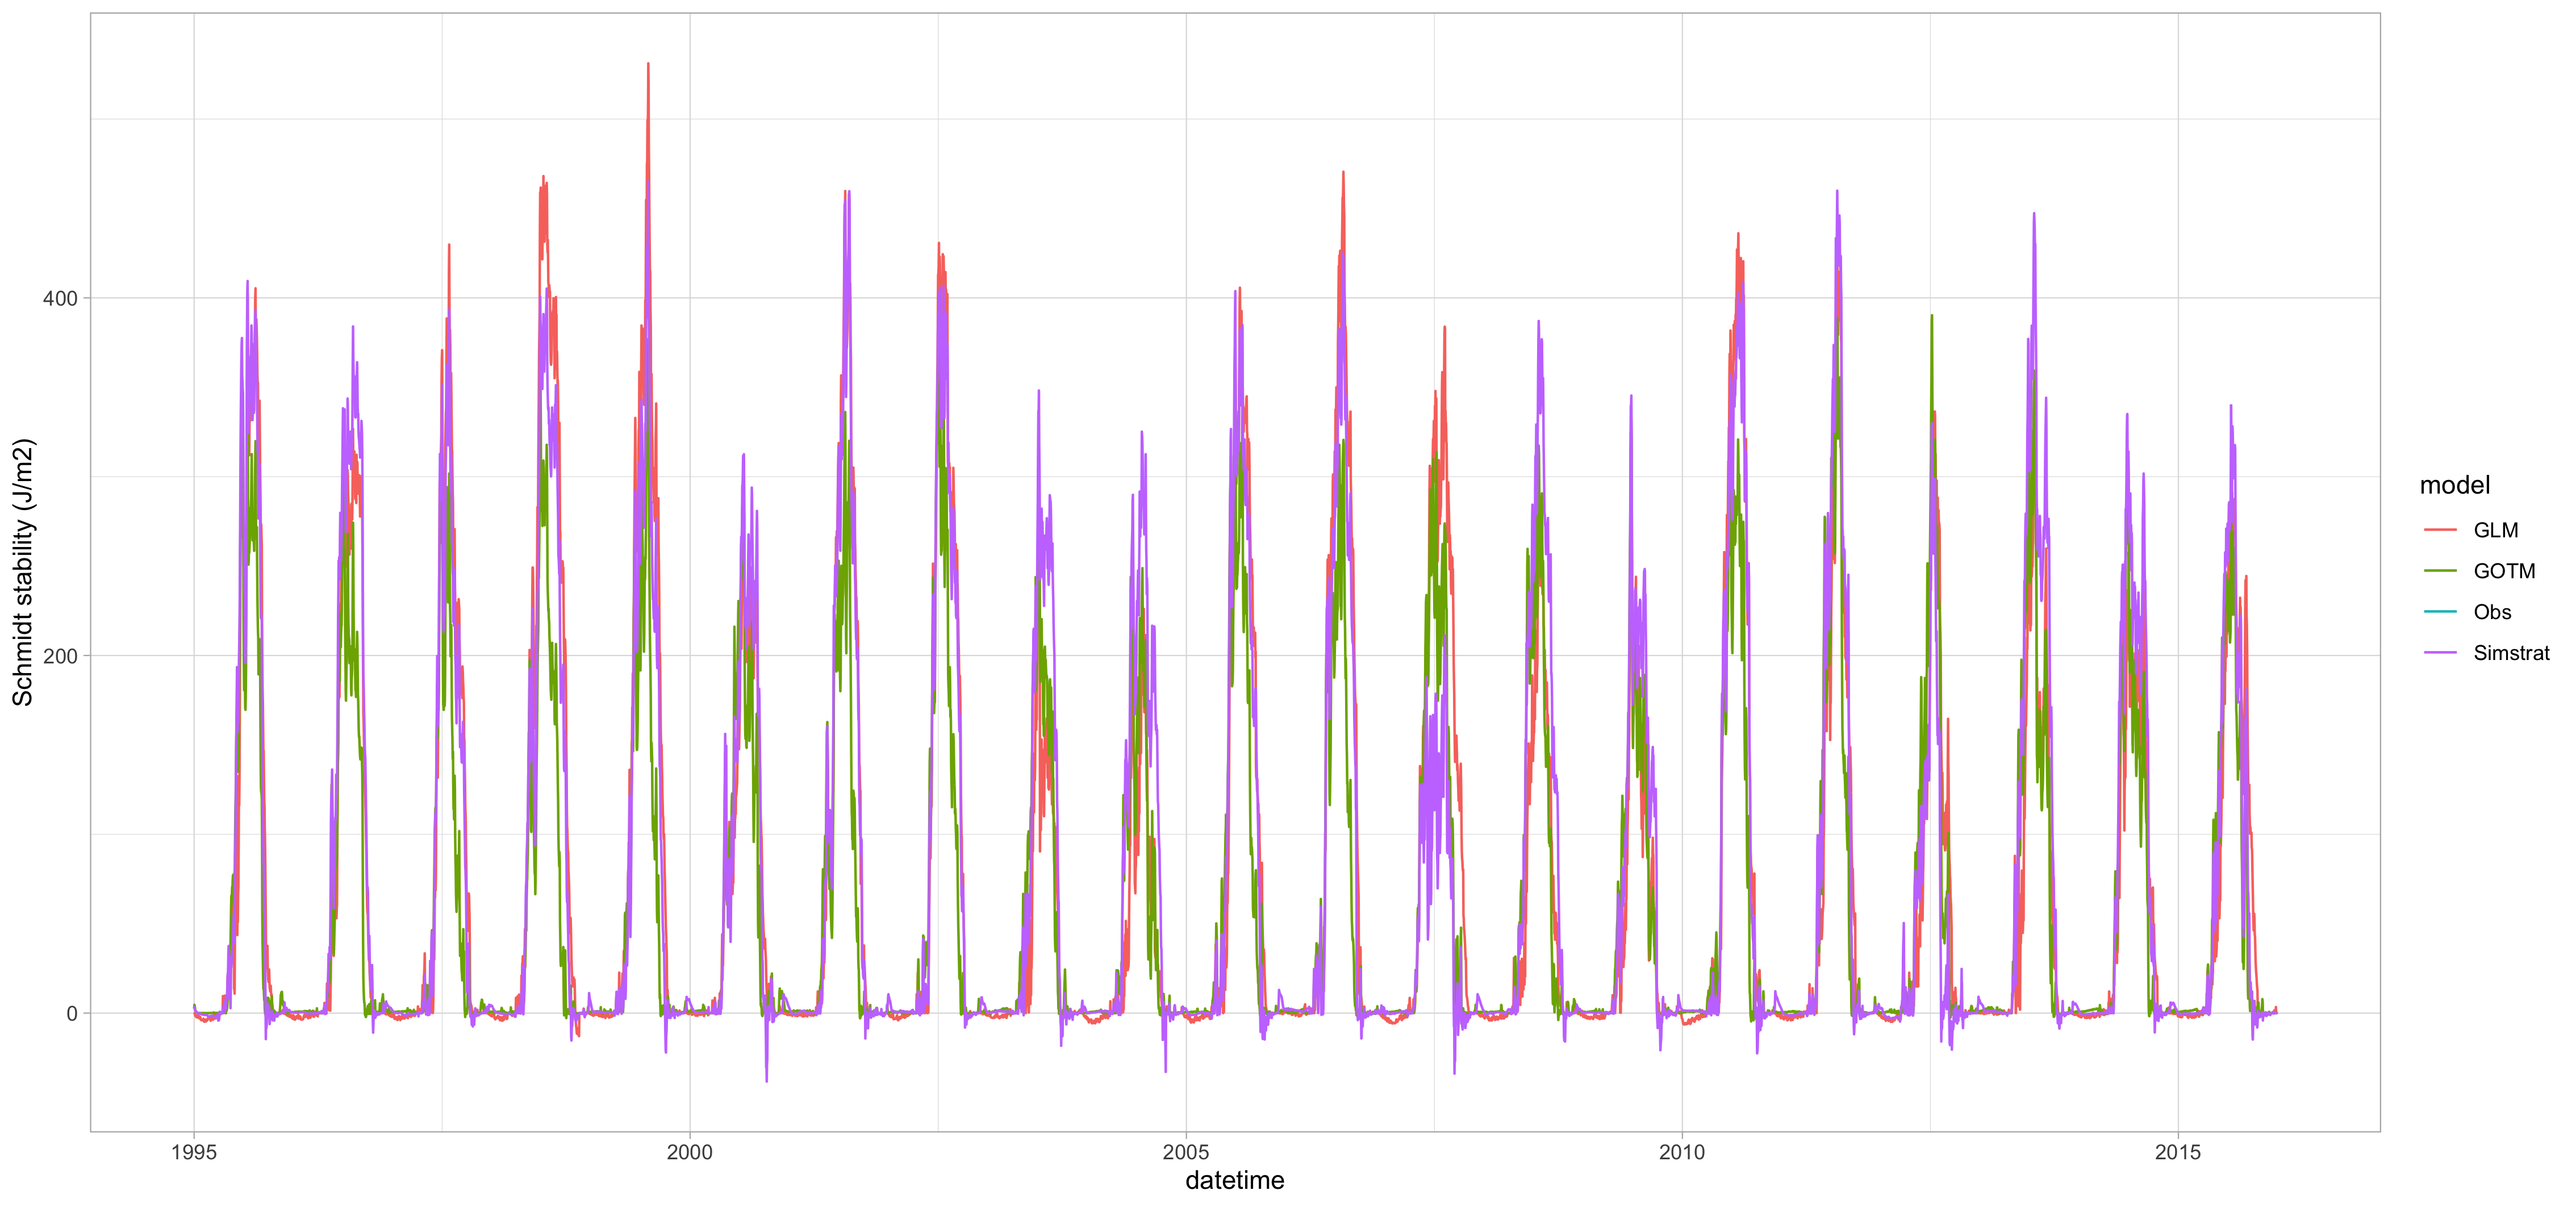 Schmidt stability (J/m2)
400
200
0
1995
2000
2005
2010
2015
datetime
model
GLM
GOTM
Obs
Simstrat